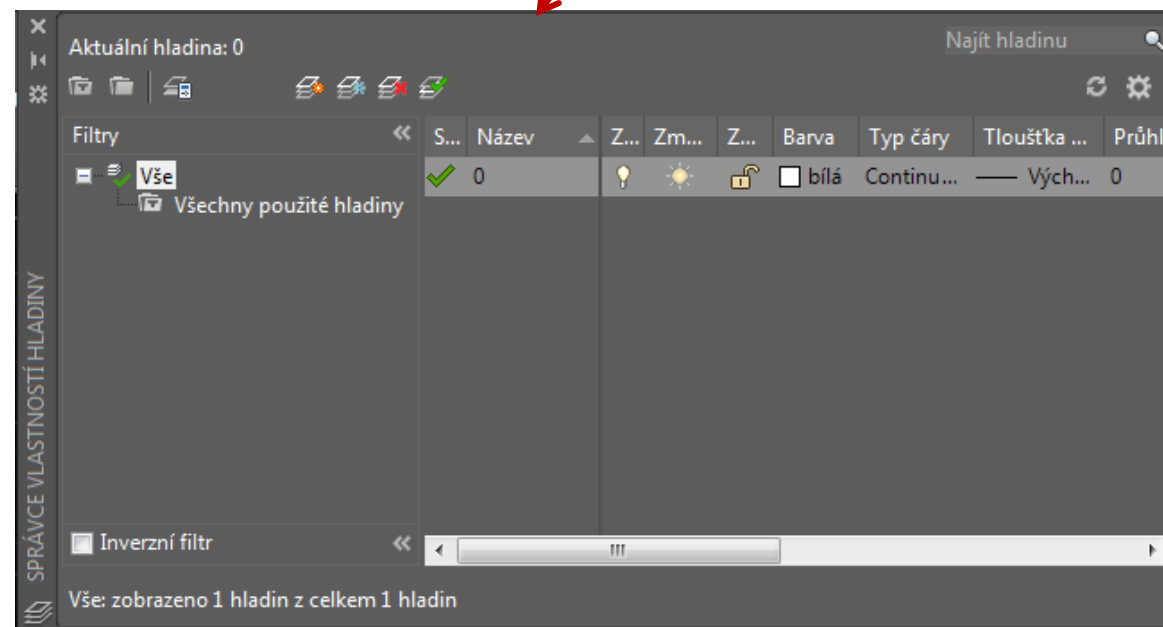 Aktuální hladina: 0
Najít hladinu
Filtry
S... Název Z... Zm... Z... Barva Typ čáry Tloušťka ... Průhl
Vše
0 bílá Continu... Vých... 0
Všechny použité hladiny
Inverzní filtr
Vše: zobrazeno 1 hladin z celkem 1 hladin
SPRÁVCE VLASTNOSTÍ HLADINY